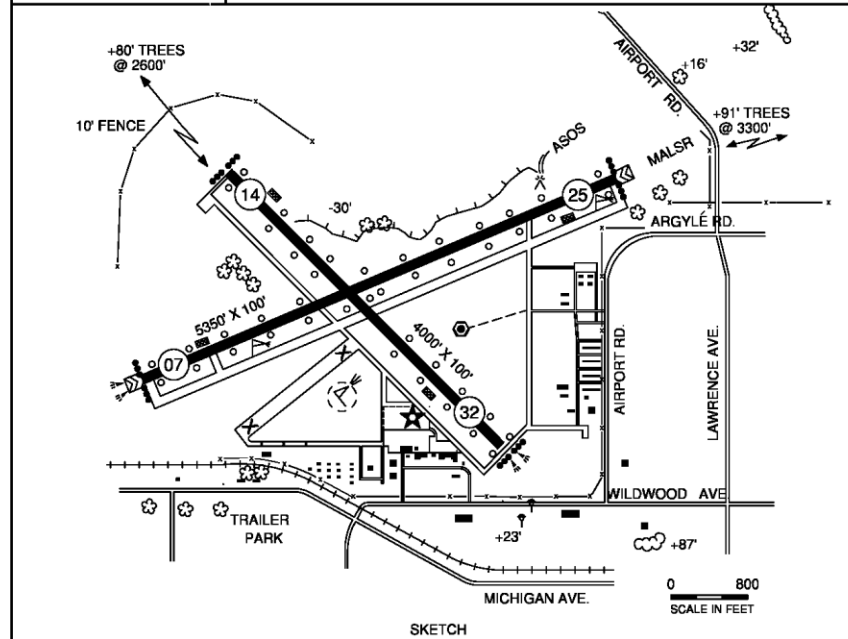 +80' TREES
@ 2600'
10' FENCE
AIRPORT RD.
+32'
+16'
+91' TREES
@ 3300'
MALSR
ASOS
14
25
-30'
ARGYLE RD.
5350' X 100'
4000' X 100'
07
32
AIRPORT RD.
LAWRENCE AVE.
WILDWOOD AVE.
TRAILER
PARK
+23'
+87'
MICHIGAN AVE.
0 800
SCALE IN FEET
SKETCH